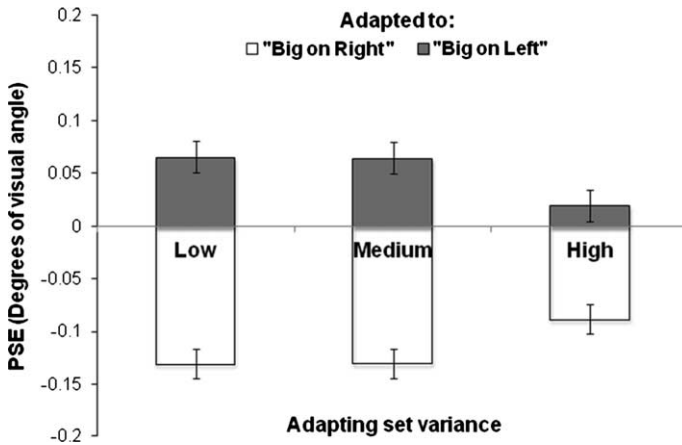 Adapted to:
"Big on Right" "Big on Left"
PSE (Degrees of visual angle)
0.2
0.15
0.1
0.05
0
-0.05
-0.1
-0.15
-0.2
Low Medium High
Adapting set variance